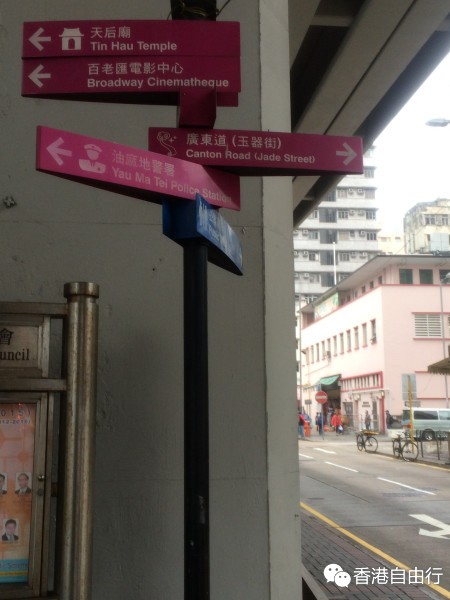 天后廟
Tin Hau Temple
百老匯電影中心
Broadway Cinematheque
廣東道 (玉器街)
Canton Road (Jade Street)
油麻地警署
Yau Ma Tei Police Station
會
uncil
香港自由行